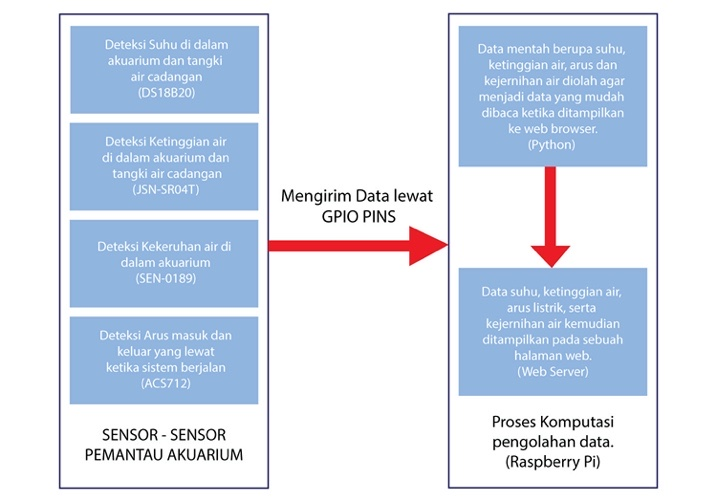 Deteksi Suhu di dalam
akuarium dan tangki
air cadangan
(DS18B20)
Deteksi Ketinggian air
di dalam akuarium dan
tangki air cadangan
(JSN-SR04T)
Deteksi Kekeruhan air di
dalam akuarium
(SEN-0189)
Deteksi Arus masuk dan
keluar yang lewat
ketika sistem berjalan
(ACS712)
SENSOR - SENSOR
PEMANTAU AKUARIUM
Mengirim Data lewat
GPIO PINS
Data mentah berupa suhu,
ketinggian air, arus dan
kejernihan air diolah agar
menjadi data yang mudah
dibaca ketika ditampilkan
ke web browser.
(Python)
Data suhu, ketinggian air,
arus listrik, serta
kejernihan air kemudian
ditampilkan pada sebuah
halaman web.
(Web Server)
Proses Komputasi
pengolahan data.
(Raspberry Pi)